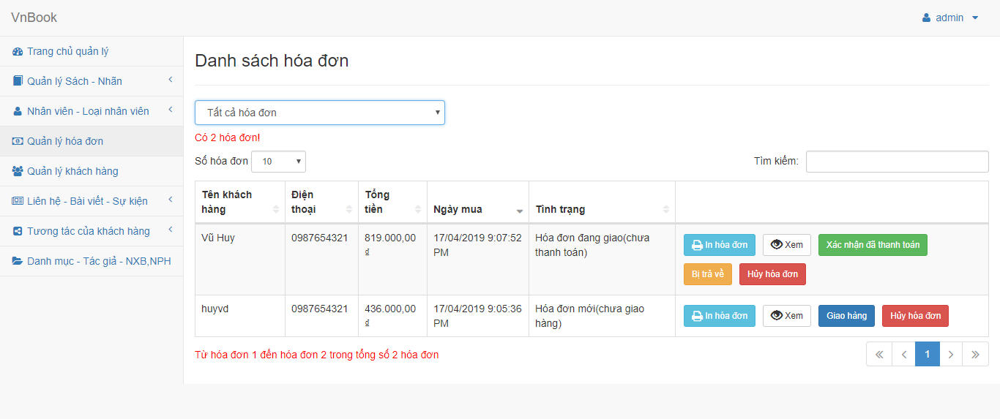 VnBook
admin
Trang chủ quản lý
Quản lý Sách - Nhãn
Nhân viên - Loại nhân viên
Quản lý hóa đơn
Quản lý khách hàng
Liên hệ - Bài viết - Sự kiện
Tương tác của khách hàng
Danh mục - Tác giả - NXB,NPH
Danh sách hóa đơn
Tất cả hóa đơn
Có 2 hóa đơn!
Số hóa đơn 10
Tìm kiếm:
Tên khách
hàng
Điện
thoại
Tổng
tiền
Ngày mua
Tình trạng
Vũ Huy
0987654321
819.000,00
₫
17/04/2019 9:07:52
PM
Hóa đơn đang giao(chưa
thanh toán)
In hóa đơn
Xem
Xác nhận đã thanh toán
Bị trả về
Hủy hóa đơn
huyvd
0987654321
436.000,00
₫
17/04/2019 9:05:36
PM
Hóa đơn mới(chưa giao
hàng)
In hóa đơn
Xem
Giao hàng
Hủy hóa đơn
Từ hóa đơn 1 đến hóa đơn 2 trong tổng số 2 hóa đơn
1